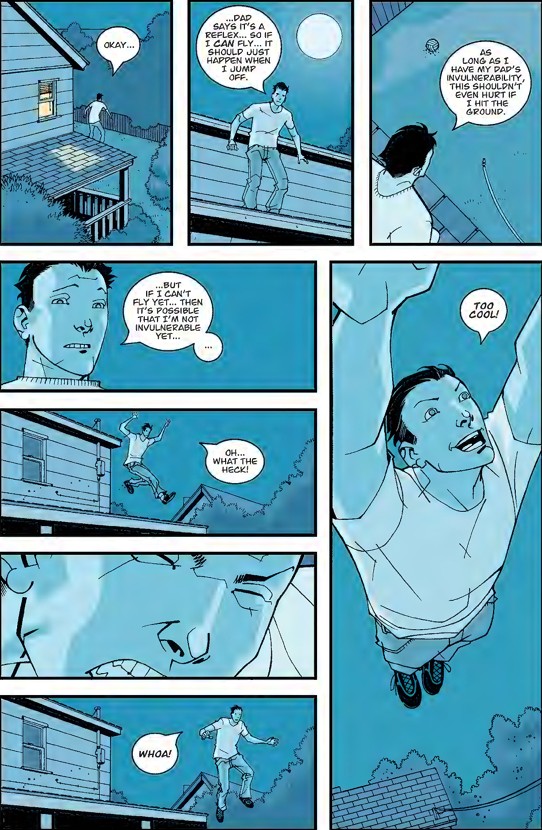 OKAY...
...DAD
SAYS IT'S A
REFLEX... SO IF
I CAN FLY... IT
SHOULD JUST
HAPPEN WHEN
I JUMP
OFF.
AS
LONG AS I
HAVE MY DAD'S
INVULNERABILITY,
THIS SHOULDN'T
EVEN HURT IF
I HIT THE
GROUND.
...BUT
IF I CAN'T
FLY YET... THEN
IT'S POSSIBLE
THAT I'M NOT
INVULNERABLE
YET...
...
OH...
WHAT THE
HECK!
WHOA!
TOO
COOL!